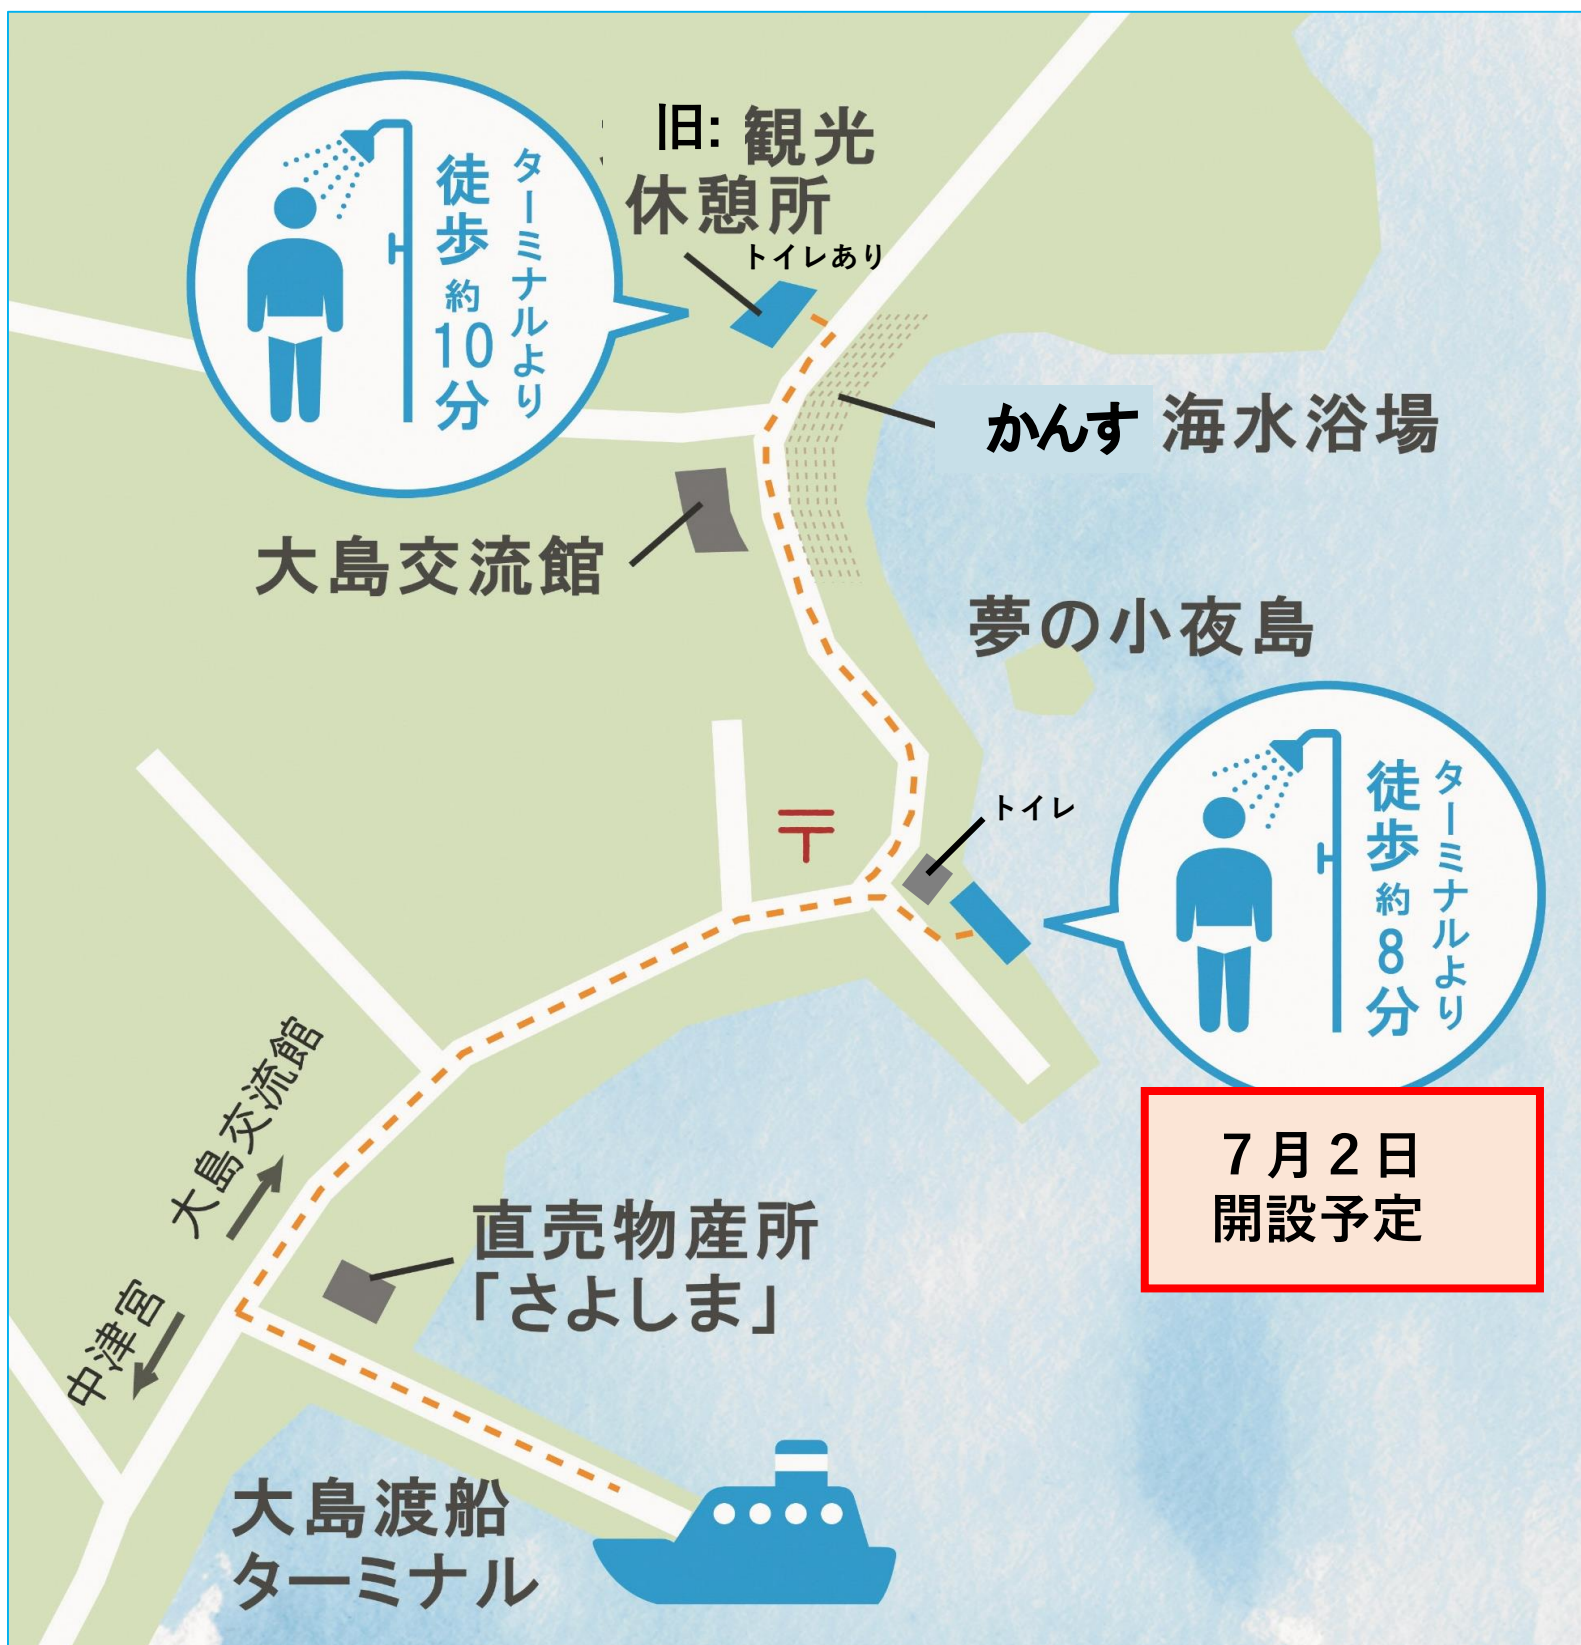 旧: 観光
休憩所
トイレあり
ターミナルより
徒歩約10分
かんす 海水浴場
大島交流館
夢の小夜島
トイレ
ターミナルより
徒歩約8分
〒
7月2日
開設予定
大島交流館
中津宮
直売物産所
「さよしま」
大島渡船
ターミナル